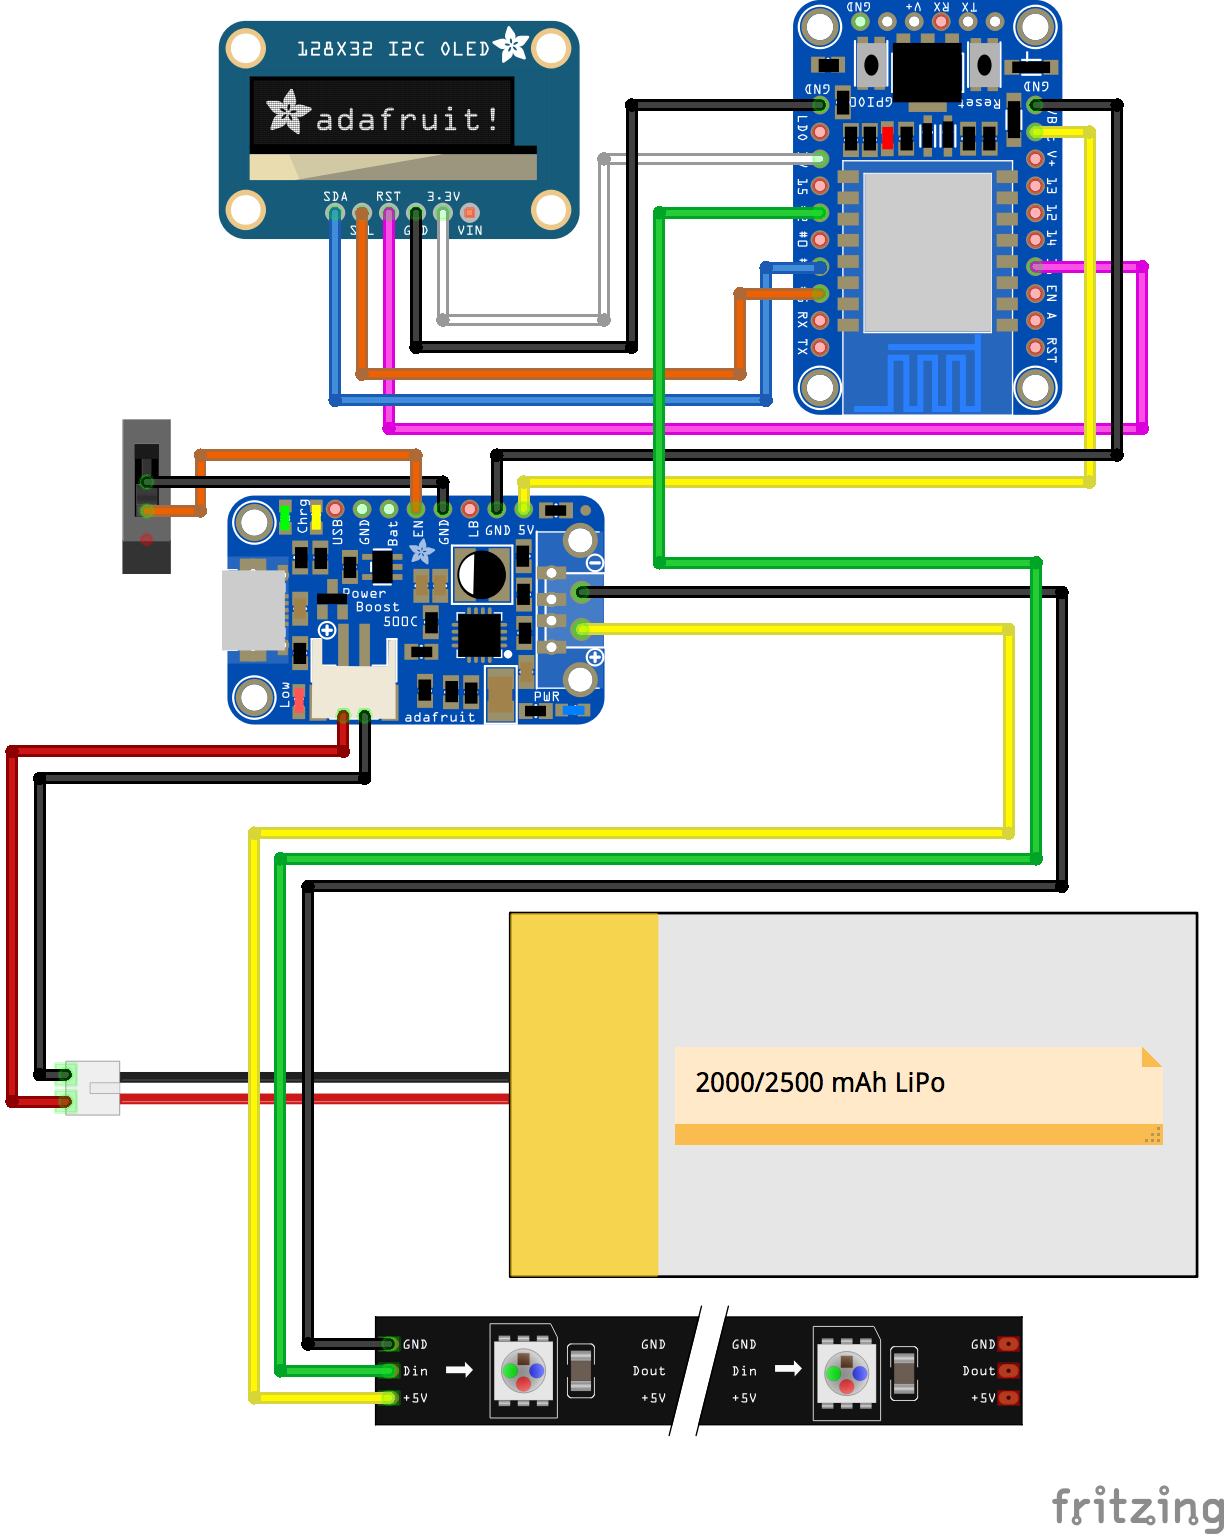 128X32 I2C OLED
adafruit!
SDA RST 3.3V
VIN
GND V+ RX TX
GND GPIO0 Reset GND
LDO
V+
15
13
12
#0
14
EN
RX
A
TX
RST
Chrg USB GND Bat EN GND LB GND 5V
Power
Boost
500C
Low
PWR
adafruit
2000/2500 mAh LiPo
GND GND GND GND
Din Dout Din Dout
+5V +5V +5V +5V
fritzing